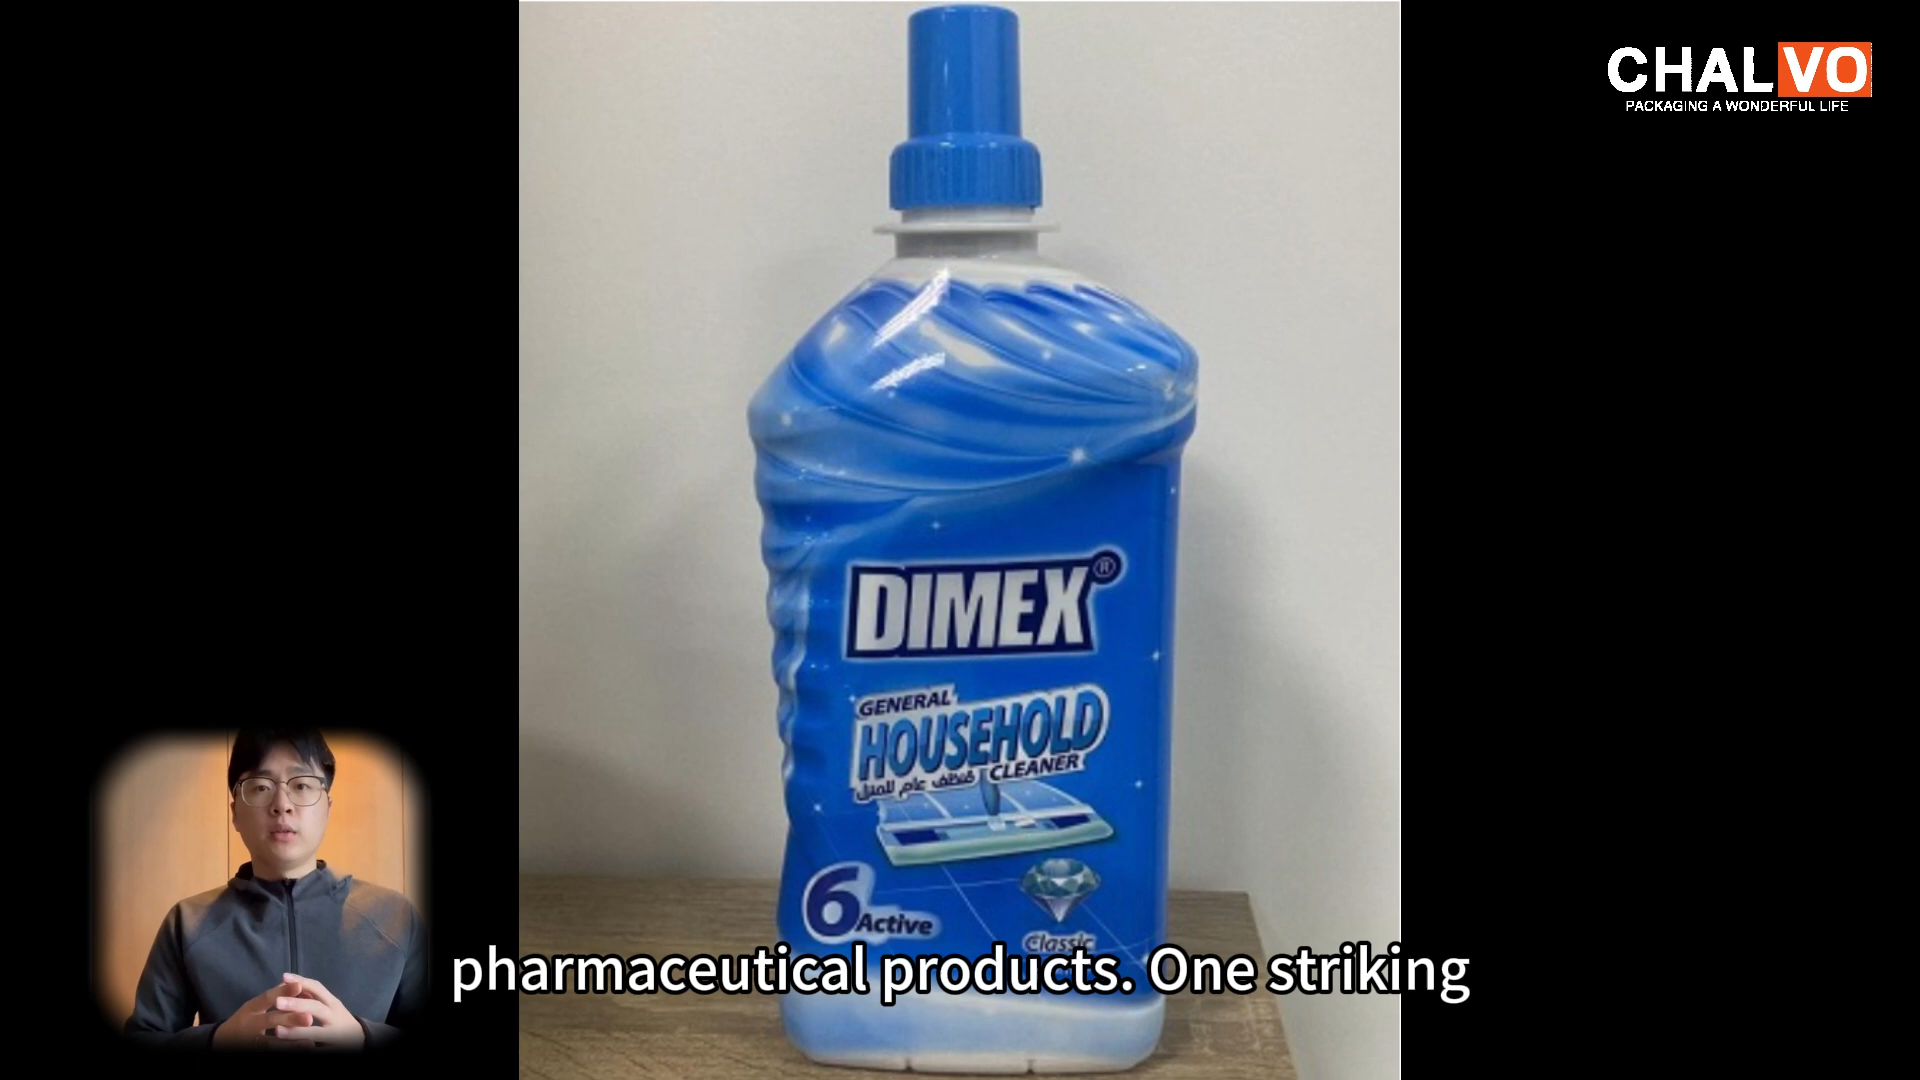 CHALVO
PACKAGING A WONDERFUL LIFE
DIMEX®
GENERAL
HOUSEHOLD
منظف عام للمنزل CLEANER
6 Active
Classic
pharmaceutical products. One striking